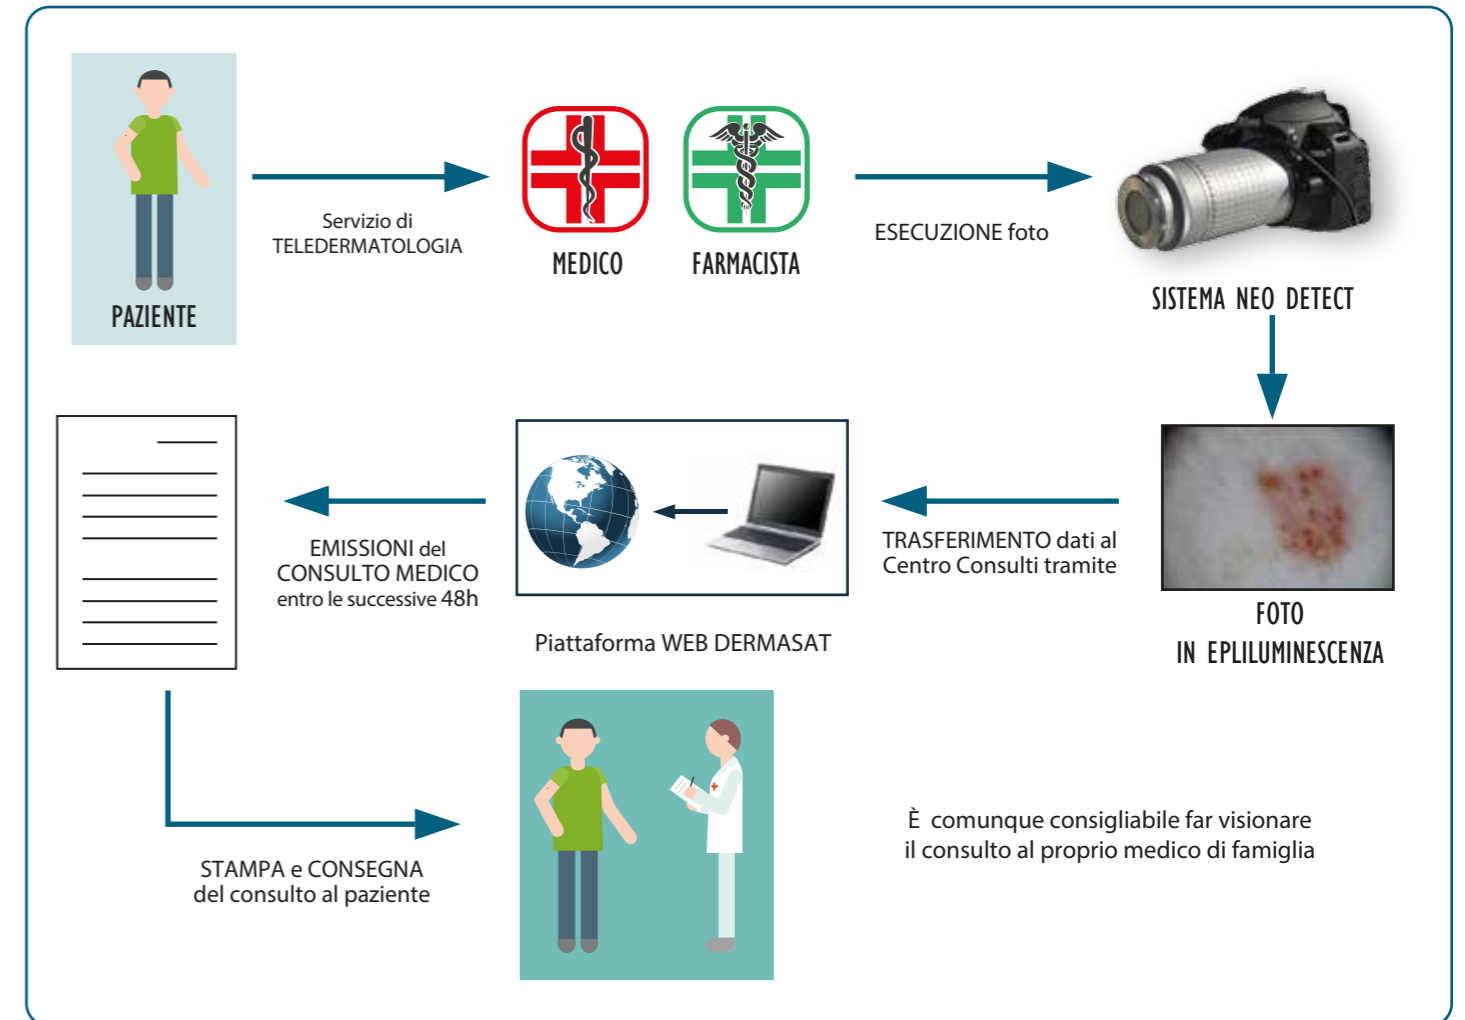 PAZIENTE
Servizio di
TELEDERMATOLOGIA
MEDICO
FARMACISTA
ESECUZIONE foto
SISTEMA NEO DETECT
FOTO
IN EPLILUMINESCENZA
TRASFERIMENTO dati al
Centro Consulti tramite
Piattaforma WEB DERMASAT
EMISSIONI del
CONSULTO MEDICO
entro le successive 48h
STAMPA e CONSEGNA
del consulto al paziente
È comunque consigliabile far visionare
il consulto al proprio medico di famiglia